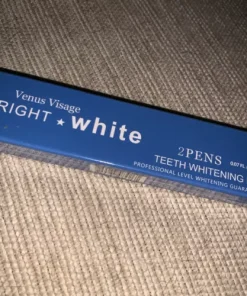 Venus Visage
RIGHT ★ white
2PENS
TEETH WHITENING
PROFESSIONAL LEVEL WHITENING GUARA